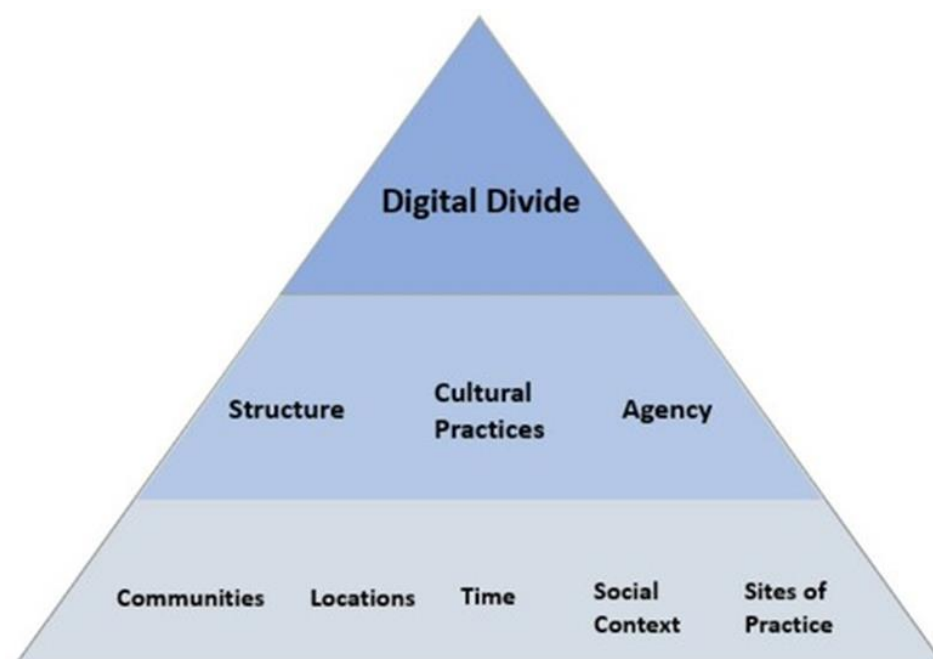 Digital Divide
Structure
Cultural
Practices
Agency
Communities
Locations
Time
Social
Context
Sites of
Practice